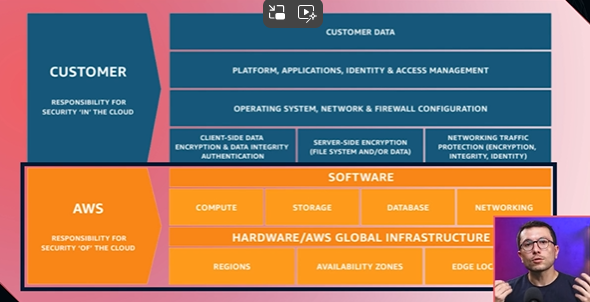 CUSTOMER DATA
CUSTOMER
RESPONSIBILITY FOR
SECURITY 'IN' THE CLOUD
PLATFORM, APPLICATIONS, IDENTITY & ACCESS MANAGEMENT
OPERATING SYSTEM, NETWORK & FIREWALL CONFIGURATION
CLIENT-SIDE DATA
ENCRYPTION & DATA INTEGRITY
AUTHENTICATION
SERVER-SIDE ENCRYPTION
(FILE SYSTEM AND/OR DATA)
NETWORKING TRAFFIC
PROTECTION (ENCRYPTION,
INTEGRITY, IDENTITY)
AWS
RESPONSIBILITY FOR
SECURITY 'OF' THE CLOUD
SOFTWARE
COMPUTE
STORAGE
DATABASE
NETWORKING
HARDWARE/AWS GLOBAL INFRASTRUCTURE
REGIONS
AVAILABILITY ZONES
EDGE